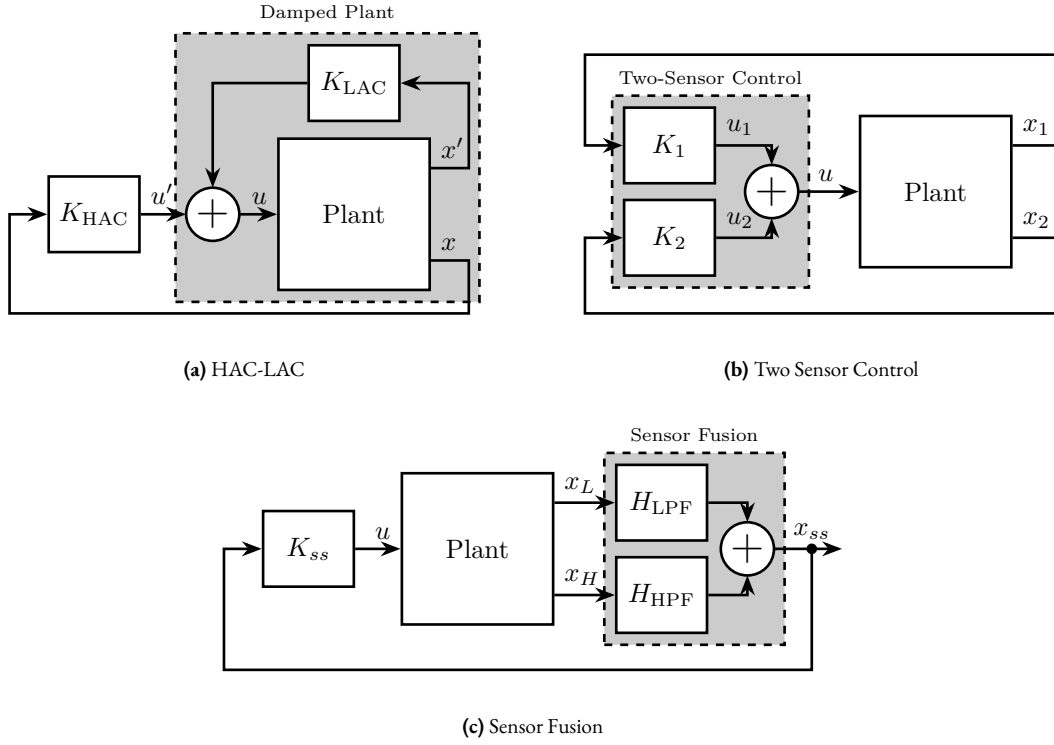 Damped Plant
K_LAC
x′
K_HAC
u′
+
u
Plant
x
(a) HAC-LAC
Two-Sensor Control
K_1
u_1
x_1
+
u
Plant
K_2
u_2
x_2
(b) Two Sensor Control
Sensor Fusion
x_L
H_LPF
K_ss
u
Plant
+
x_ss
x_H
H_HPF
(c) Sensor Fusion